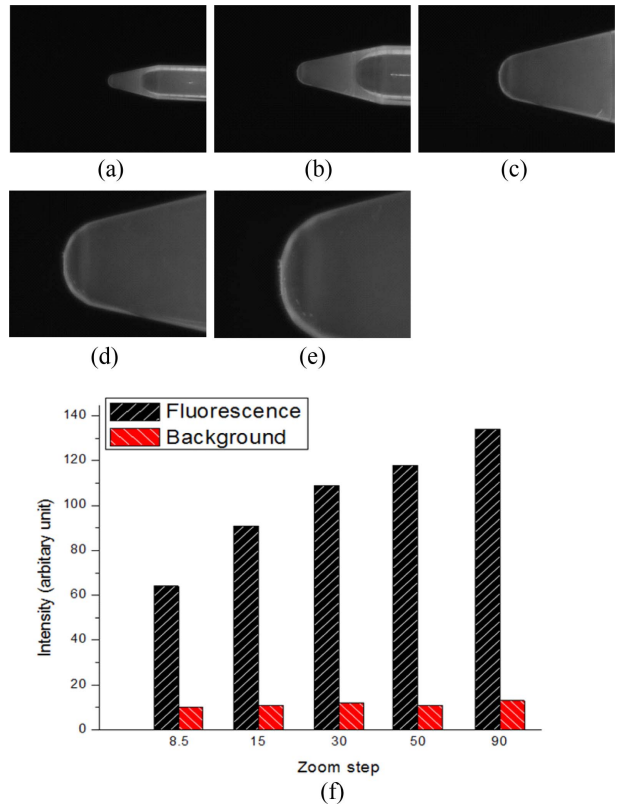 (a)
(b)
(c)
(d)
(e)
140
120
100
80
60
40
20
0
Fluorescence
Background
Intensity (arbitary unit)
8.5
15
30
50
90
Zoom step
(f)